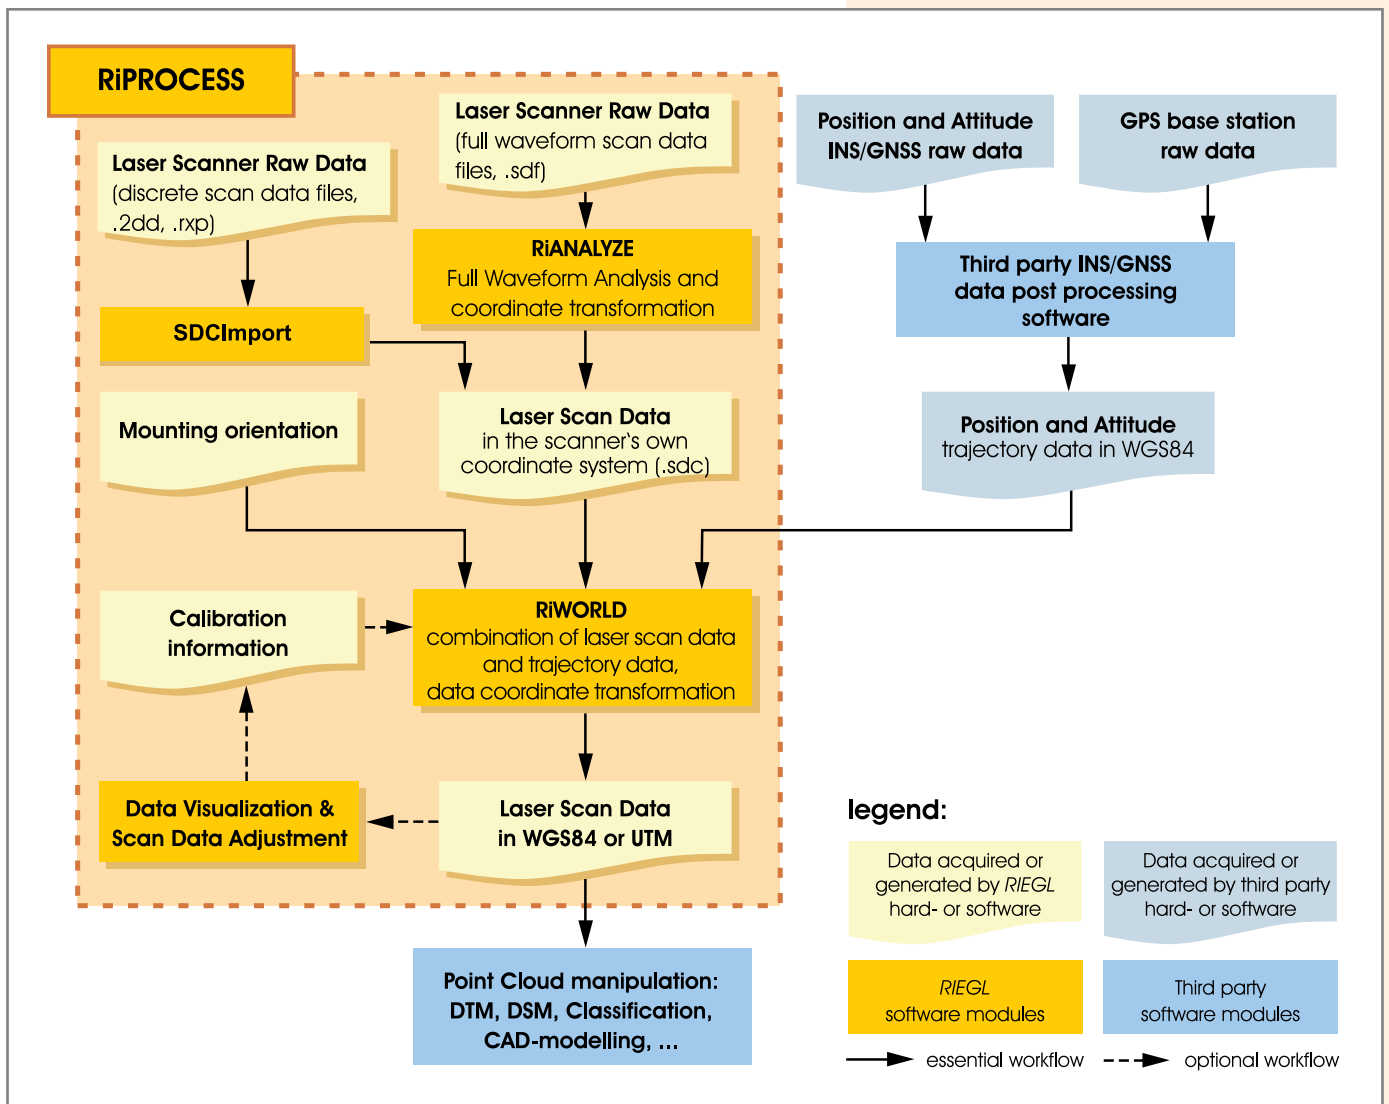 RiPROCESS
Laser Scanner Raw Data
(discrete scan data files,
.2dd, .rxp)
Laser Scanner Raw Data
(full waveform scan data
files, .sdf)
Position and Attitude
INS/GNSS raw data
GPS base station
raw data
SDCImport
RiANALYZE
Full Waveform Analysis and
coordinate transformation
Third party INS/GNSS
data post processing
software
Mounting orientation
Laser Scan Data
in the scanner's own
coordinate system (.sdc)
Position and Attitude
trajectory data in WGS84
Calibration
information
RiWORLD
combination of laser scan data
and trajectory data,
data coordinate transformation
Data Visualization &
Scan Data Adjustment
Laser Scan Data
in WGS84 or UTM
Point Cloud manipulation:
DTM, DSM, Classification,
CAD-modelling, ...
legend:
Data acquired or
generated by RIEGL
hard- or software
Data acquired or
generated by third party
hard- or software
RIEGL
software modules
Third party
software modules
essential workflow
optional workflow